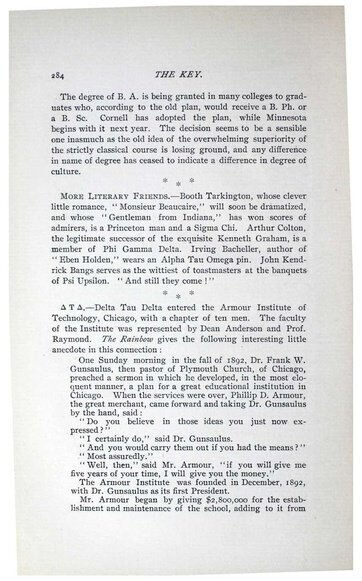 284 THE KEY.
The degree of B. A. is being granted in many colleges to grad-
uates who, according to the old plan, would receive a B. Ph. or
a B. Sc. Cornell has adopted the plan, while Minnesota
begins with it next year. The decision seems to be a sensible
one inasmuch as the old idea of the overwhelming superiority of
the strictly classical course is losing ground, and any difference
in name of degree has ceased to indicate a difference in degree of
culture.
* * *
MORE LITERARY FRIENDS.—Booth Tarkington, whose clever
little romance, "Monsieur Beaucaire," will soon be dramatized,
and whose "Gentleman from Indiana," has won scores of
admirers, is a Princeton man and a Sigma Chi. Arthur Colton,
the legitimate successor of the exquisite Kenneth Graham, is a
member of Phi Gamma Delta. Irving Bacheller, author of
"Eben Holden," wears an Alpha Tau Omega pin. John Kend-
rick Bangs serves as the wittiest of toastmasters at the banquets
of Psi Upsilon. "And still they come!"
* * *
Δ T Δ,—Delta Tau Delta entered the Armour Institute of
Technology, Chicago, with a chapter of ten men. The faculty
of the Institute was represented by Dean Anderson and Prof.
Raymond. The Rainbow gives the following interesting little
anecdote in this connection:
One Sunday morning in the fall of 1892, Dr. Frank W.
Gunsaulus, then pastor of Plymouth Church, of Chicago,
preached a sermon in which he developed, in the most elo-
quent manner, a plan for a great educational institution in
Chicago. When the services were over, Phillip D. Armour,
the great merchant, came forward and taking Dr. Gunsaulus
by the hand, said:
"Do you believe in those ideas you just now ex-
pressed?"
"I certainly do," said Dr. Gunsaulus.
"And you would carry them out if you had the means?"
"Most assuredly."
"Well, then," said Mr. Armour, "if you will give me
five years of your time, I will give you the money."
The Armour Institute was founded in December, 1892,
with Dr. Gunsaulus as its first President.
Mr. Armour began by giving $2,800,000 for the estab-
lishment and maintenance of the school, adding to it from